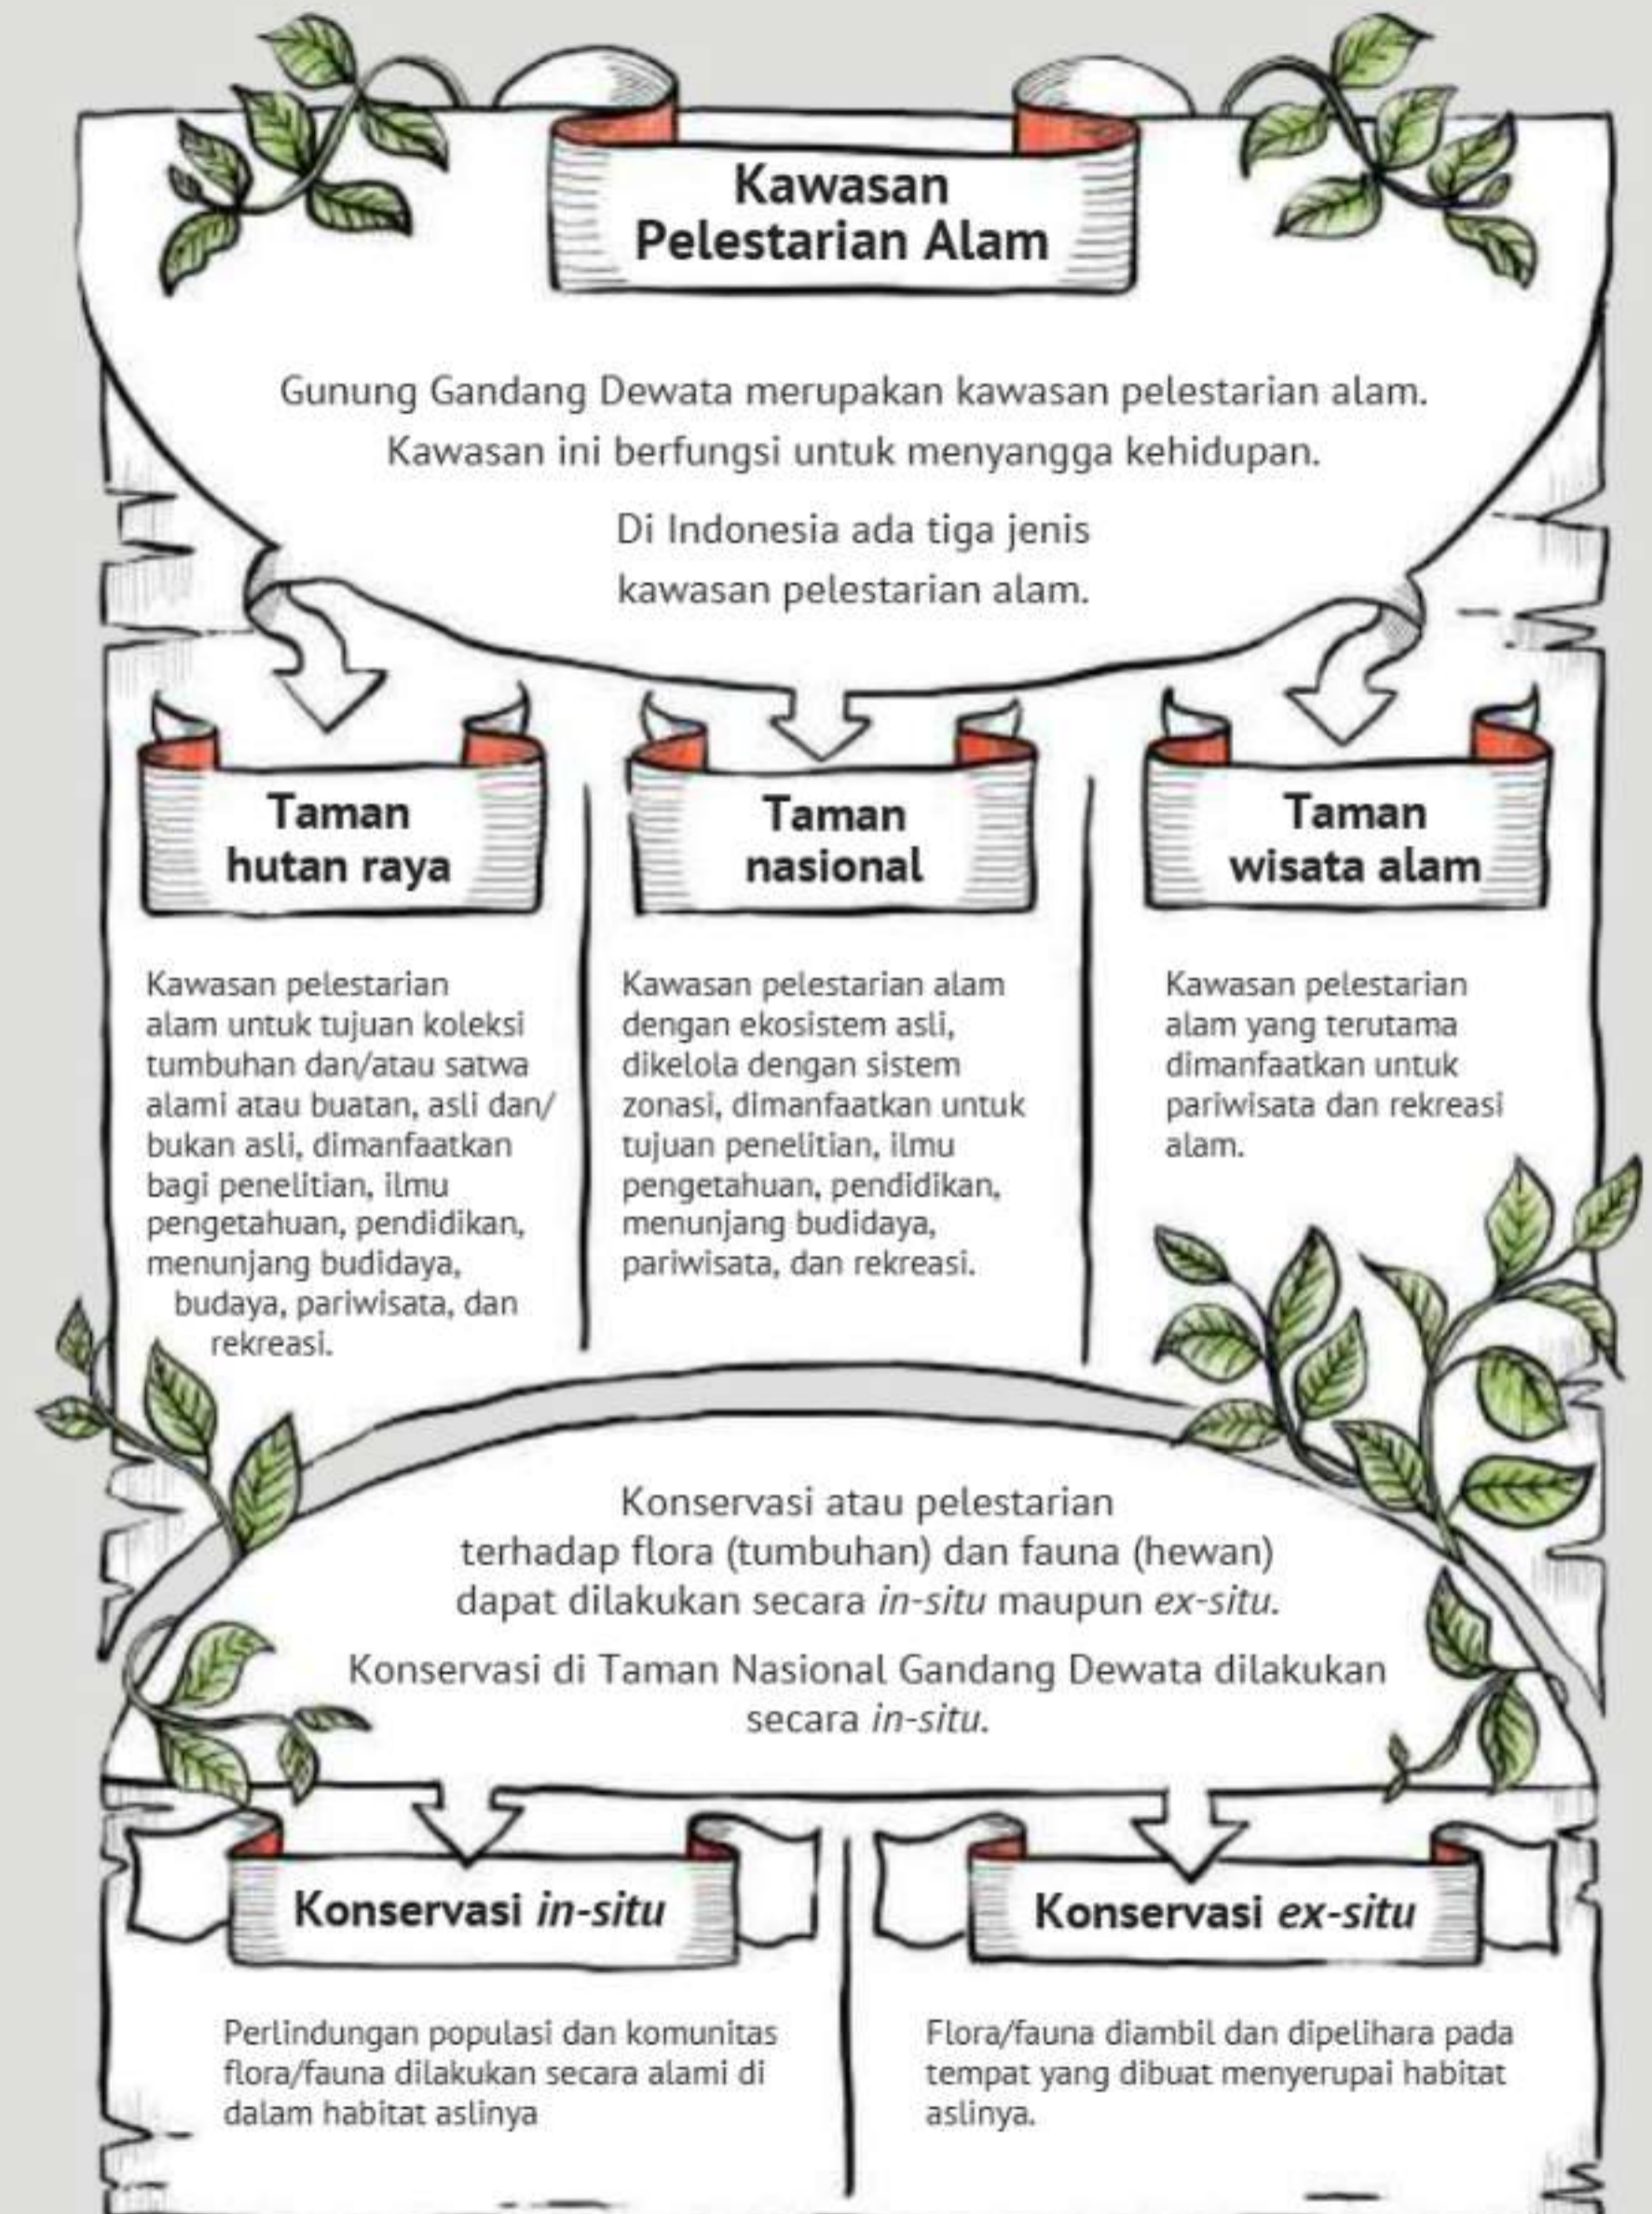 Kawasan
Pelestarian Alam
Gunung Gandang Dewata merupakan kawasan pelestarian alam.
Kawasan ini berfungsi untuk menyangga kehidupan.
Di Indonesia ada tiga jenis
kawasan pelestarian alam.
Taman
hutan raya
Kawasan pelestarian
alam untuk tujuan koleksi
tumbuhan dan/atau satwa
alami atau buatan, asli dan/
bukan asli, dimanfaatkan
bagi penelitian, ilmu
pengetahuan, pendidikan,
menunjang budidaya,
budaya, pariwisata, dan
rekreasi.
Taman
nasional
Kawasan pelestarian alam
dengan ekosistem asli,
dikelola dengan sistem
zonasi, dimanfaatkan untuk
tujuan penelitian, ilmu
pengetahuan, pendidikan,
menunjang budidaya,
pariwisata, dan rekreasi.
Taman
wisata alam
Kawasan pelestarian
alam yang terutama
dimanfaatkan untuk
pariwisata dan rekreasi
alam.
Konservasi atau pelestarian
terhadap flora (tumbuhan) dan fauna (hewan)
dapat dilakukan secara in-situ maupun ex-situ.
Konservasi di Taman Nasional Gandang Dewata dilakukan
secara in-situ.
Konservasi in-situ
Perlindungan populasi dan komunitas
flora/fauna dilakukan secara alami di
dalam habitat aslinya
Konservasi ex-situ
Flora/fauna diambil dan dipelihara pada
tempat yang dibuat menyerupai habitat
aslinya.